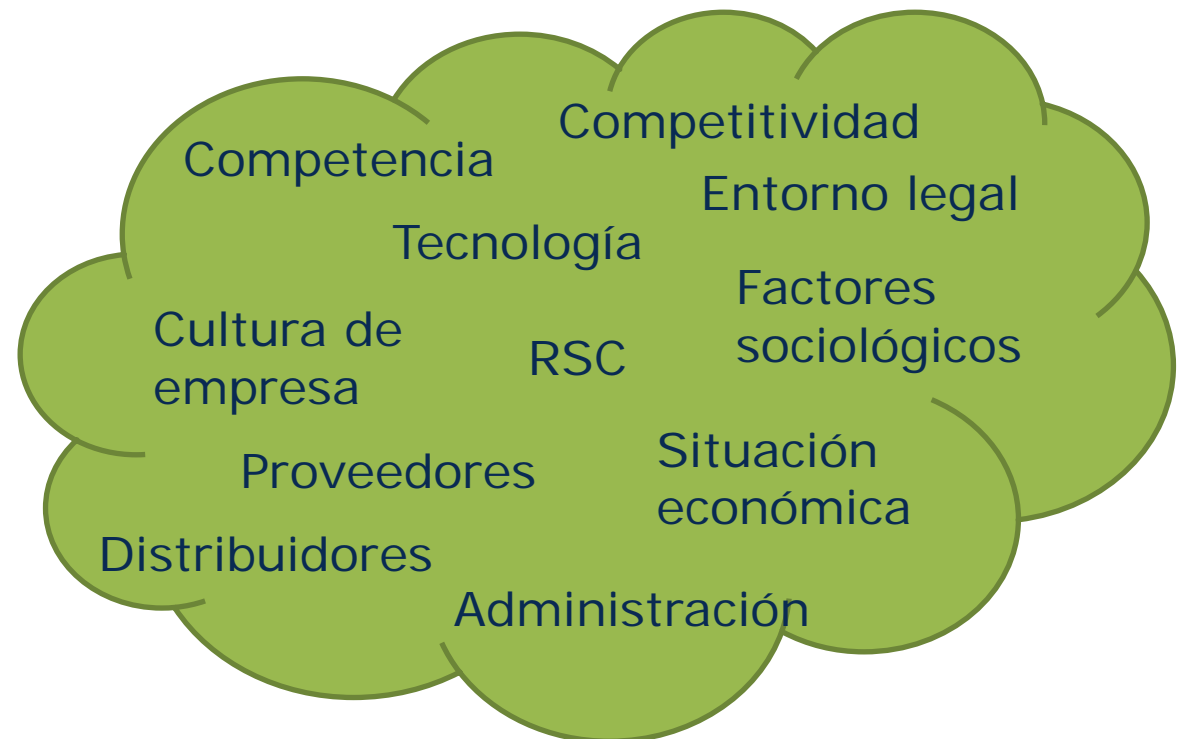 Competitividad
Competencia
Entorno legal
Tecnología
Factores
sociológicos
Cultura de
empresa
RSC
Situación
económica
Proveedores
Distribuidores
Administración